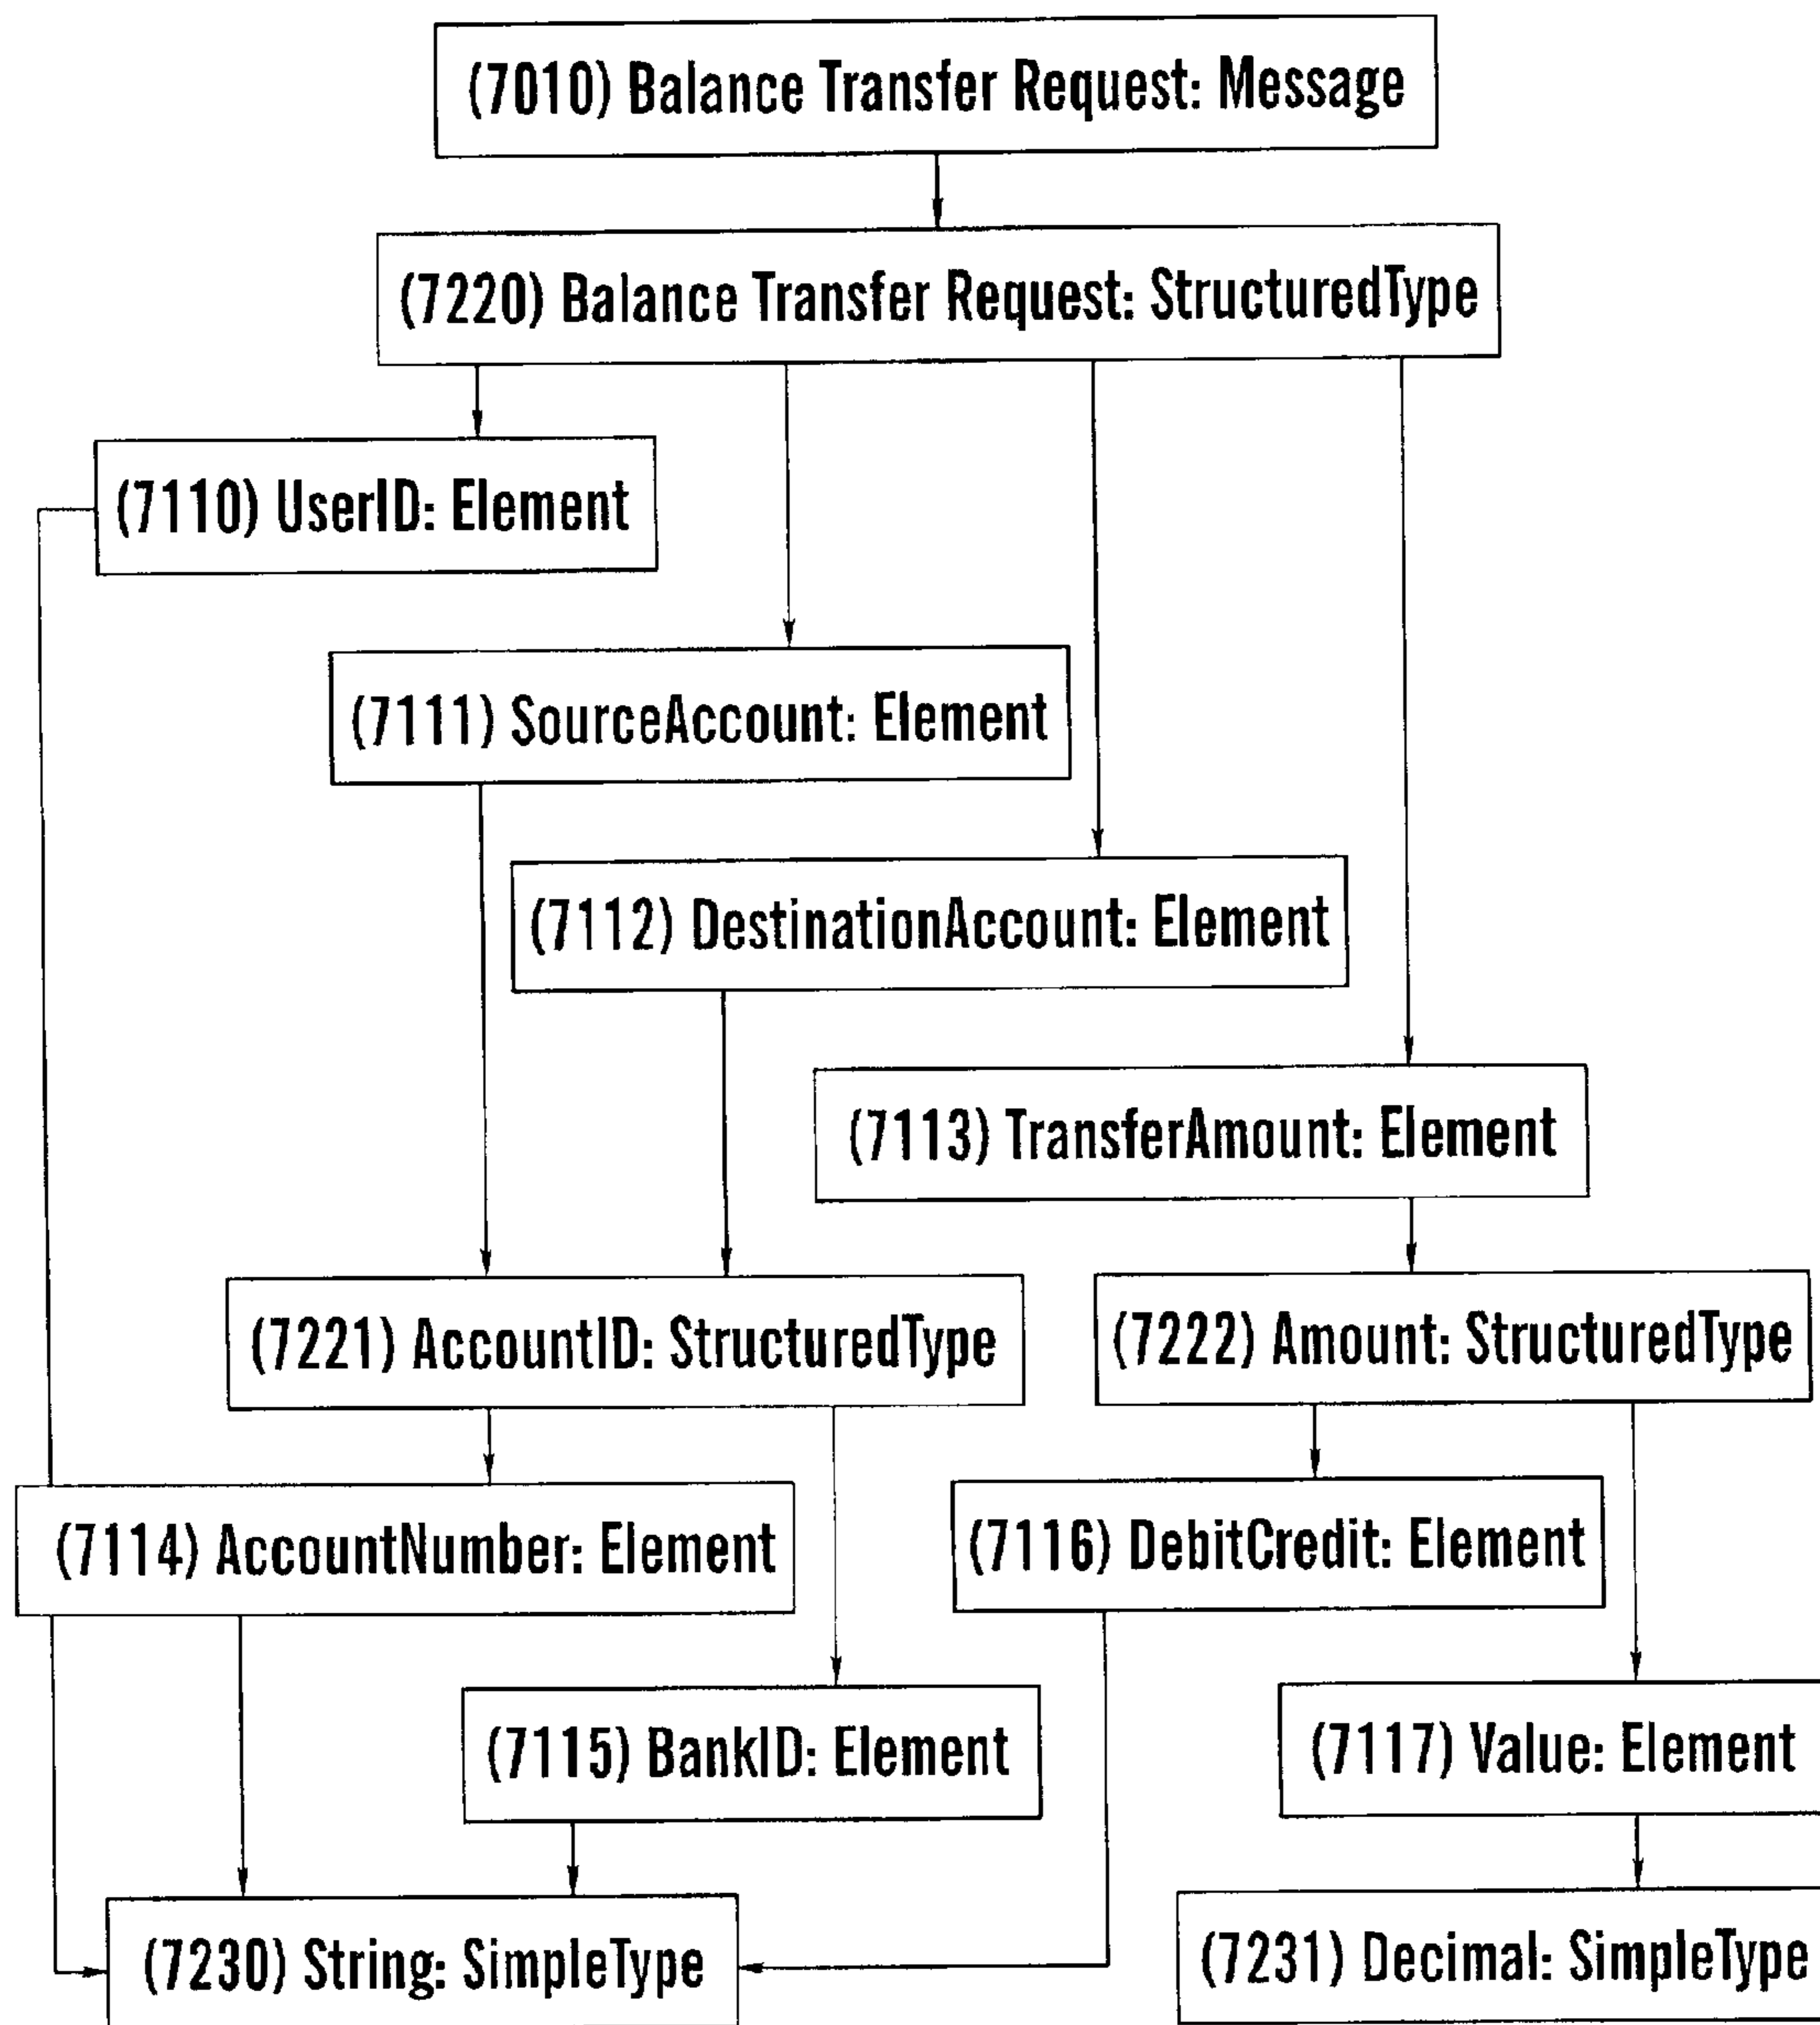 (7010) Balance Transfer Request: Message
(7220) Balance Transfer Request: StructuredType
(7110) UserID: Element
(7111) SourceAccount: Element
(7112) DestinationAccount: Element
(7113) TransferAmount: Element
(7221) AccountID: StructuredType
(7222) Amount: StructuredType
(7114) AccountNumber: Element
(7116) DebitCredit: Element
(7115) BankID: Element
(7117) Value: Element
(7230) String: SimpleType
(7231) Decimal: SimpleType